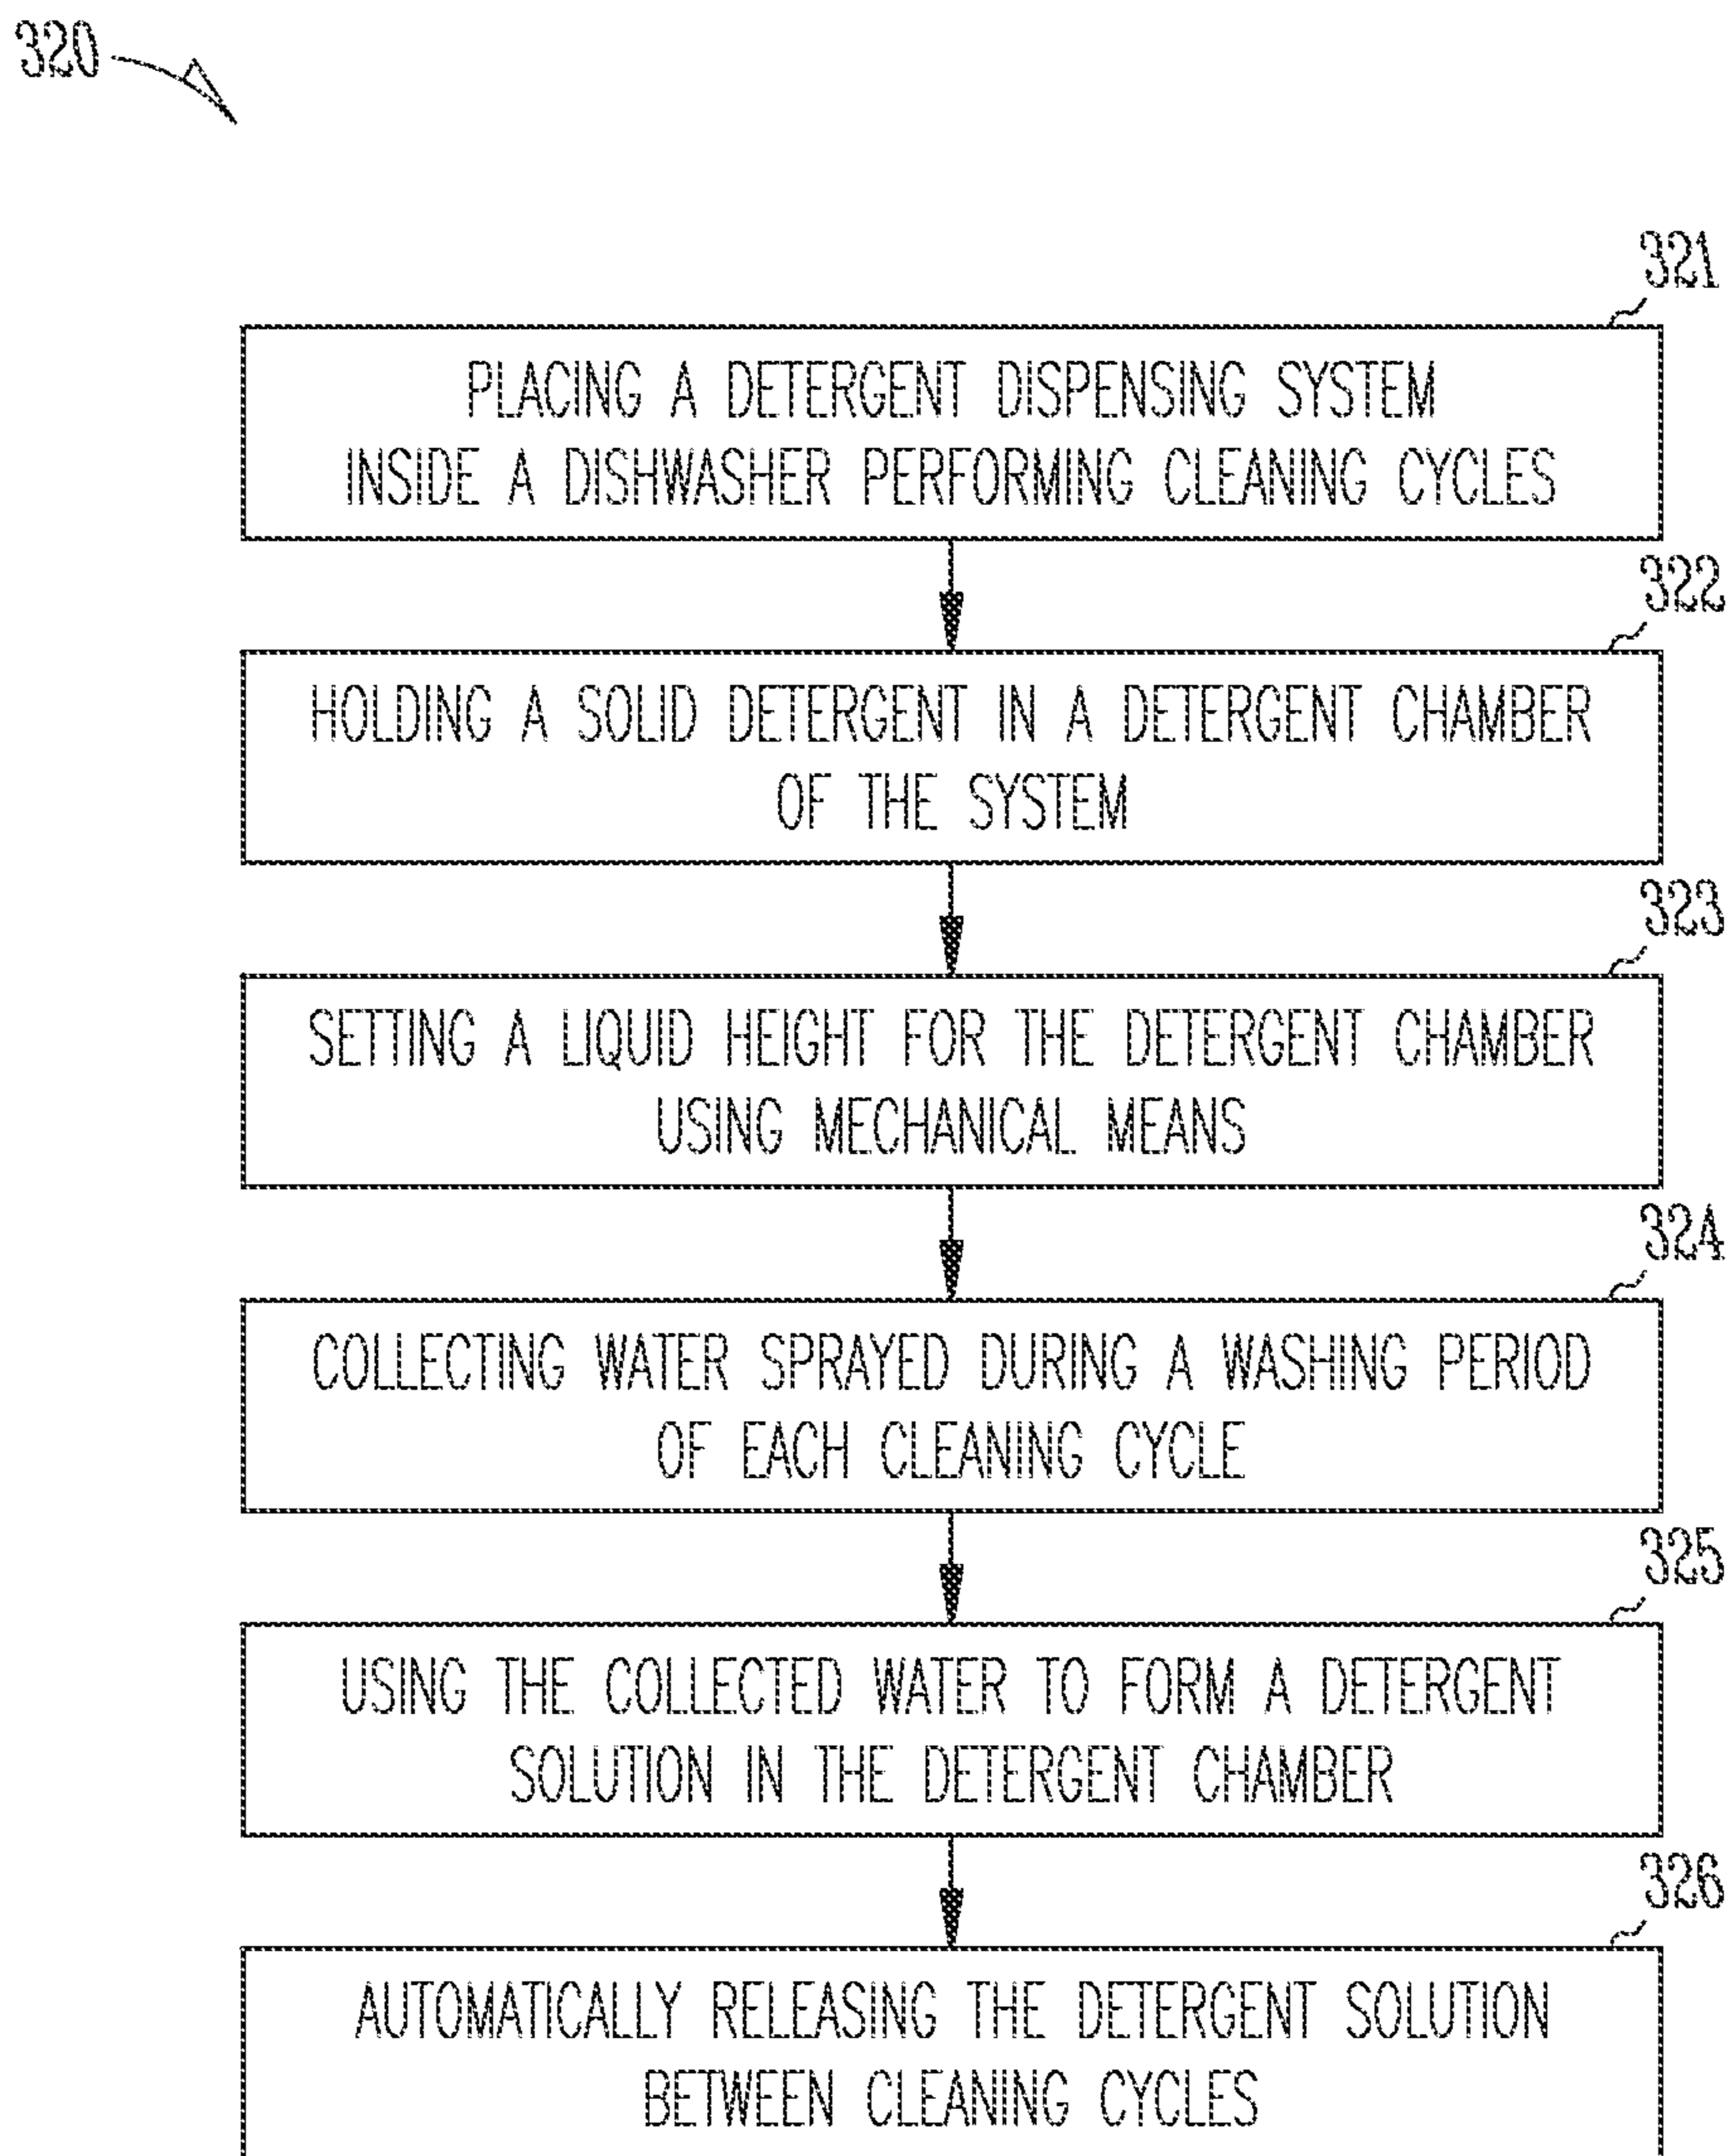 320
321
PLACING A DETERGENT DISPENSING SYSTEM
INSIDE A DISHWASHER PERFORMING CLEANING CYCLES
322
HOLDING A SOLID DETERGENT IN A DETERGENT CHAMBER
OF THE SYSTEM
323
SETTING A LIQUID HEIGHT FOR THE DETERGENT CHAMBER
USING MECHANICAL MEANS
324
COLLECTING WATER SPRAYED DURING A WASHING PERIOD
OF EACH CLEANING CYCLE
325
USING THE COLLECTED WATER TO FORM A DETERGENT
SOLUTION IN THE DETERGENT CHAMBER
326
AUTOMATICALLY RELEASING THE DETERGENT SOLUTION
BETWEEN CLEANING CYCLES